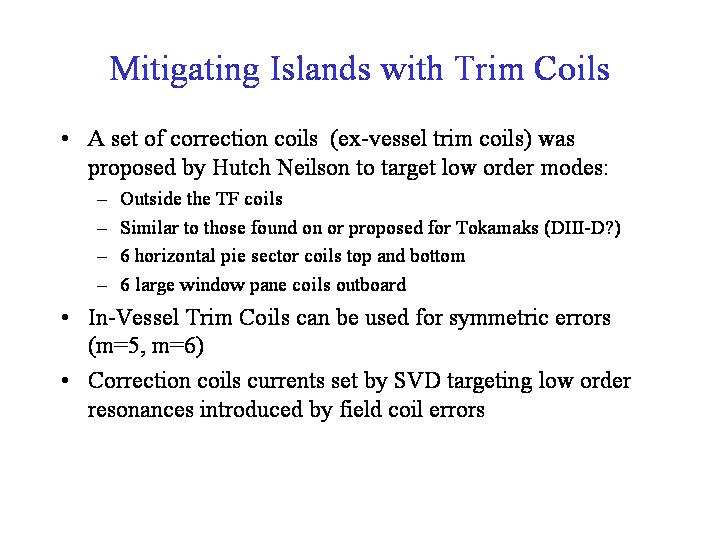 Mitigating Islands with Trim Coils
• A set of correction coils  (ex-vessel trim coils) was
proposed by Hutch Neilson to target low order modes:
– Outside the TF coils
– Similar to those found on or proposed for Tokamaks (DIII-D? )
– 6 horizontal pie sector coils top and bottom
– 6 large window pane coils outboard
• In-Vessel Trim Coils can be used for symmetric errors
(m=5, m=6)
• Correction coils currents set by SVD targeting low order
resonances introduced by field coil errors